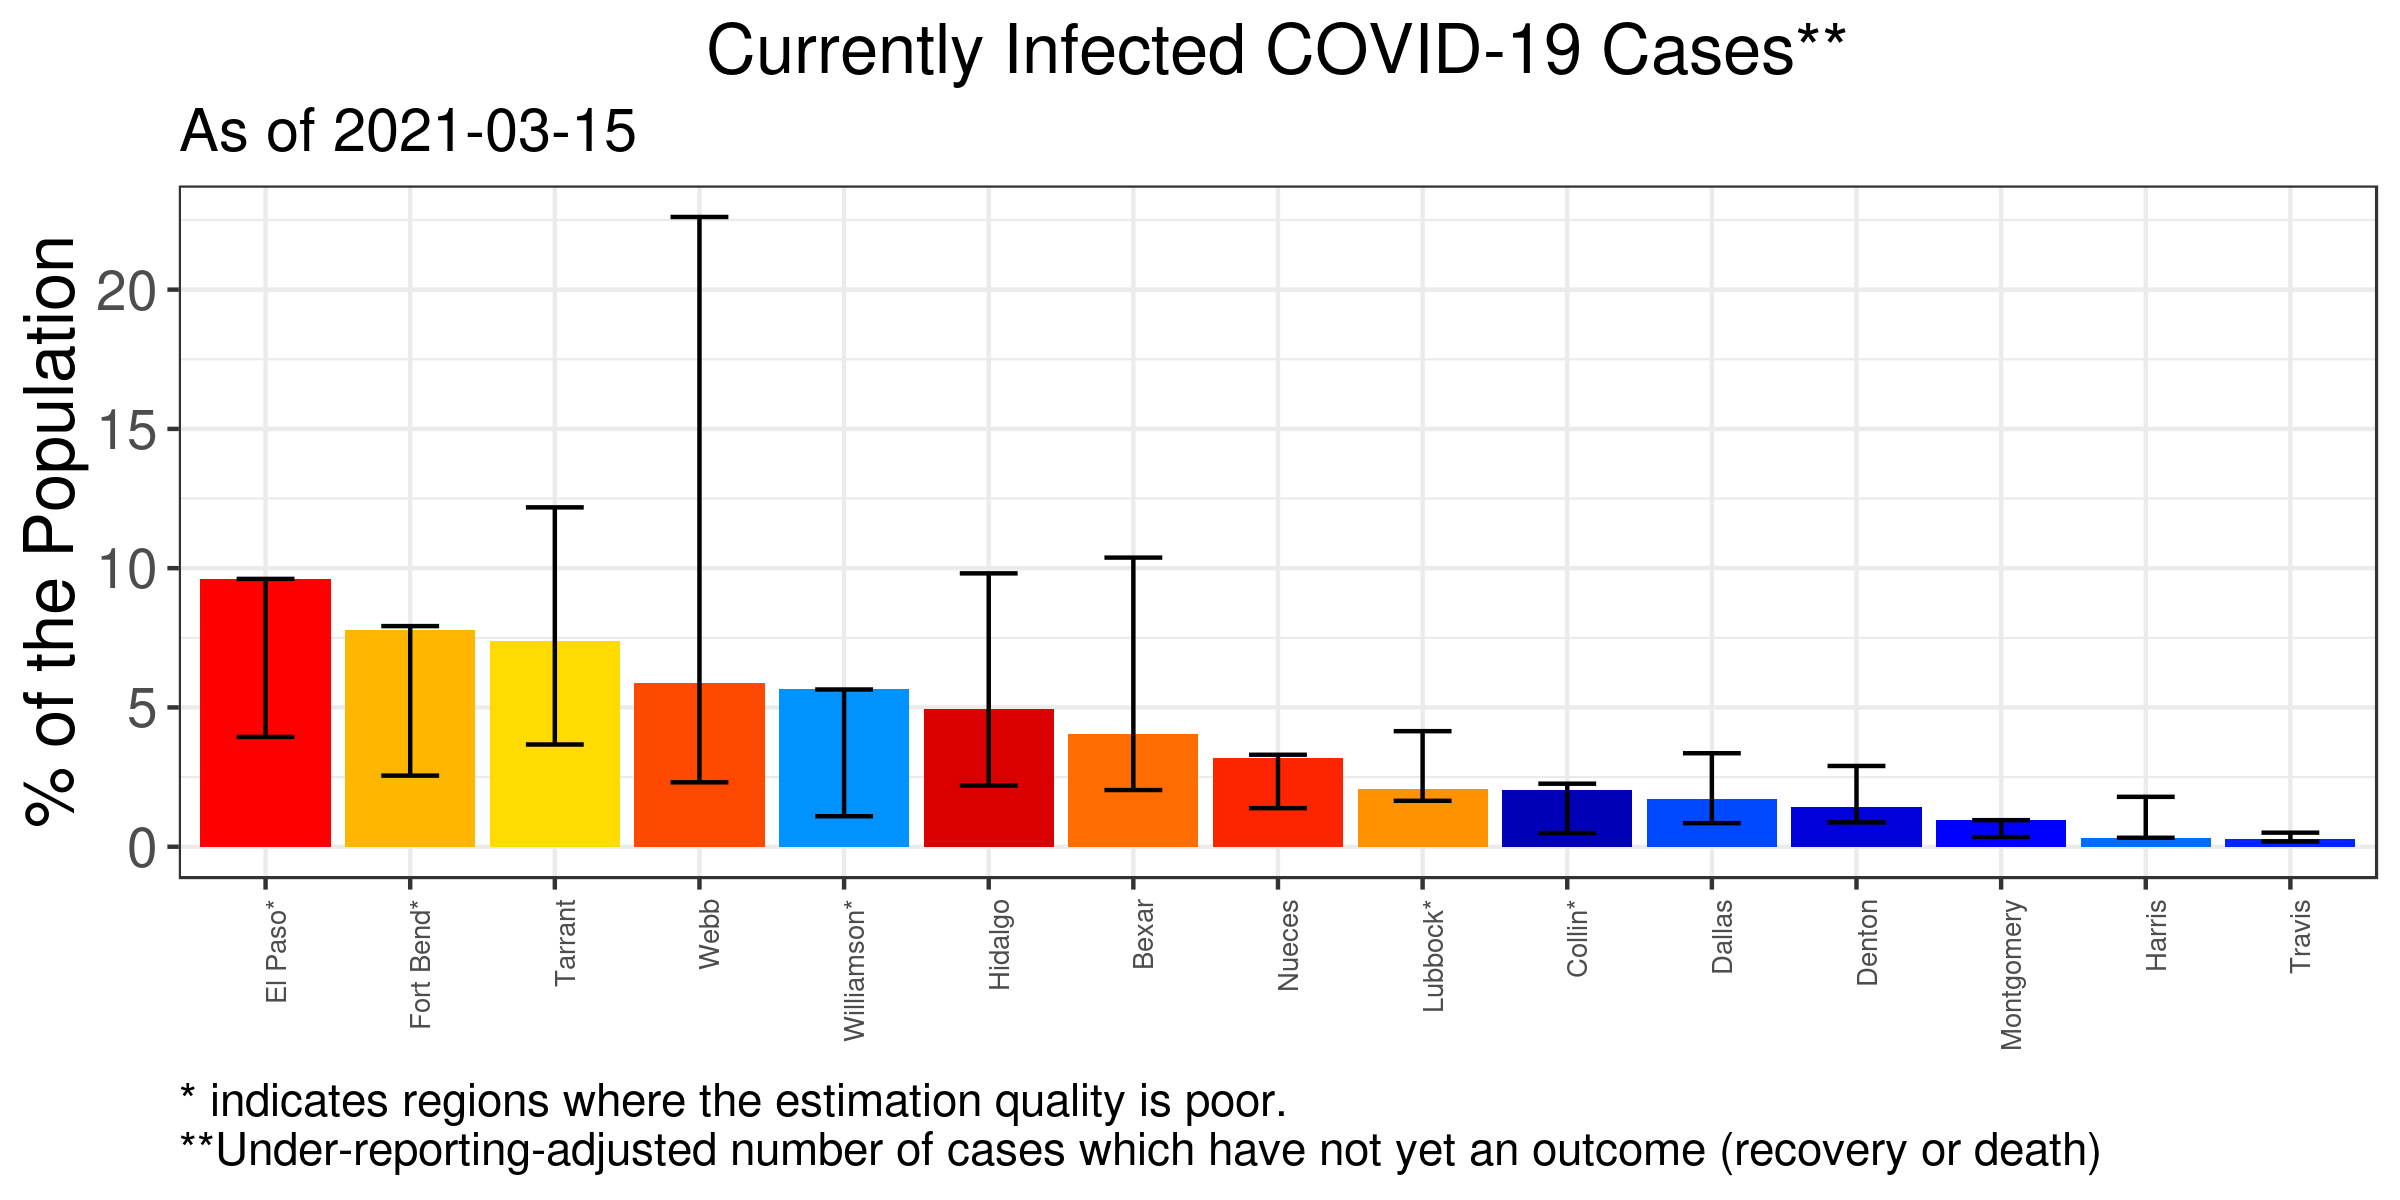 Currently Infected COVID-19 Cases**
As of 2021-03-15
% of the Population
20
15
10
5
0
El Paso*
Fort Bend*
Tarrant
Webb
Williamson*
Hidalgo
Bexar
Nueces
Lubbock*
Collin*
Dallas
Denton
Montgomery
Harris
Travis
* indicates regions where the estimation quality is poor.
**Under-reporting-adjusted number of cases which have not yet an outcome (recovery or death)